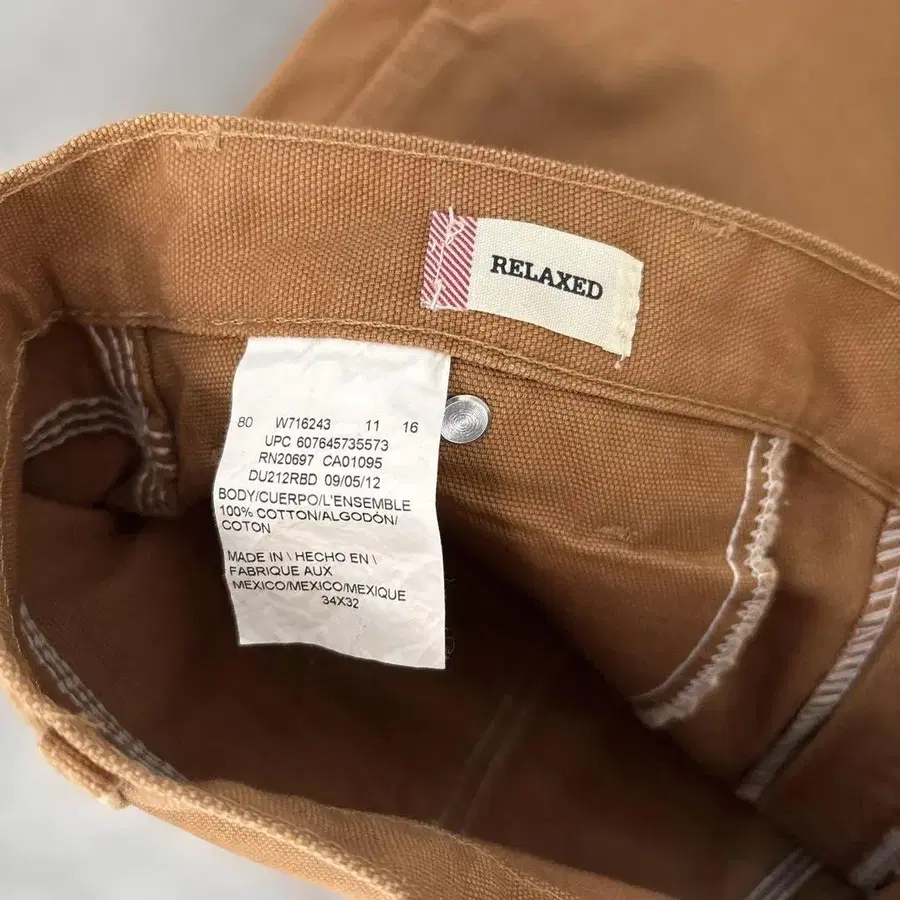 RELAXED
80 W716243 11 16
UPC 607645735573
RN20697 CA01095
DU212RBD 09/05/12
BODY/CUERPO/L'ENSEMBLE
100% COTTON/ALGODÓN/
COTON
MADE IN \ HECHO EN \
FABRIQUE AUX
MEXICO/MEXICO/MEXIQUE
34X32